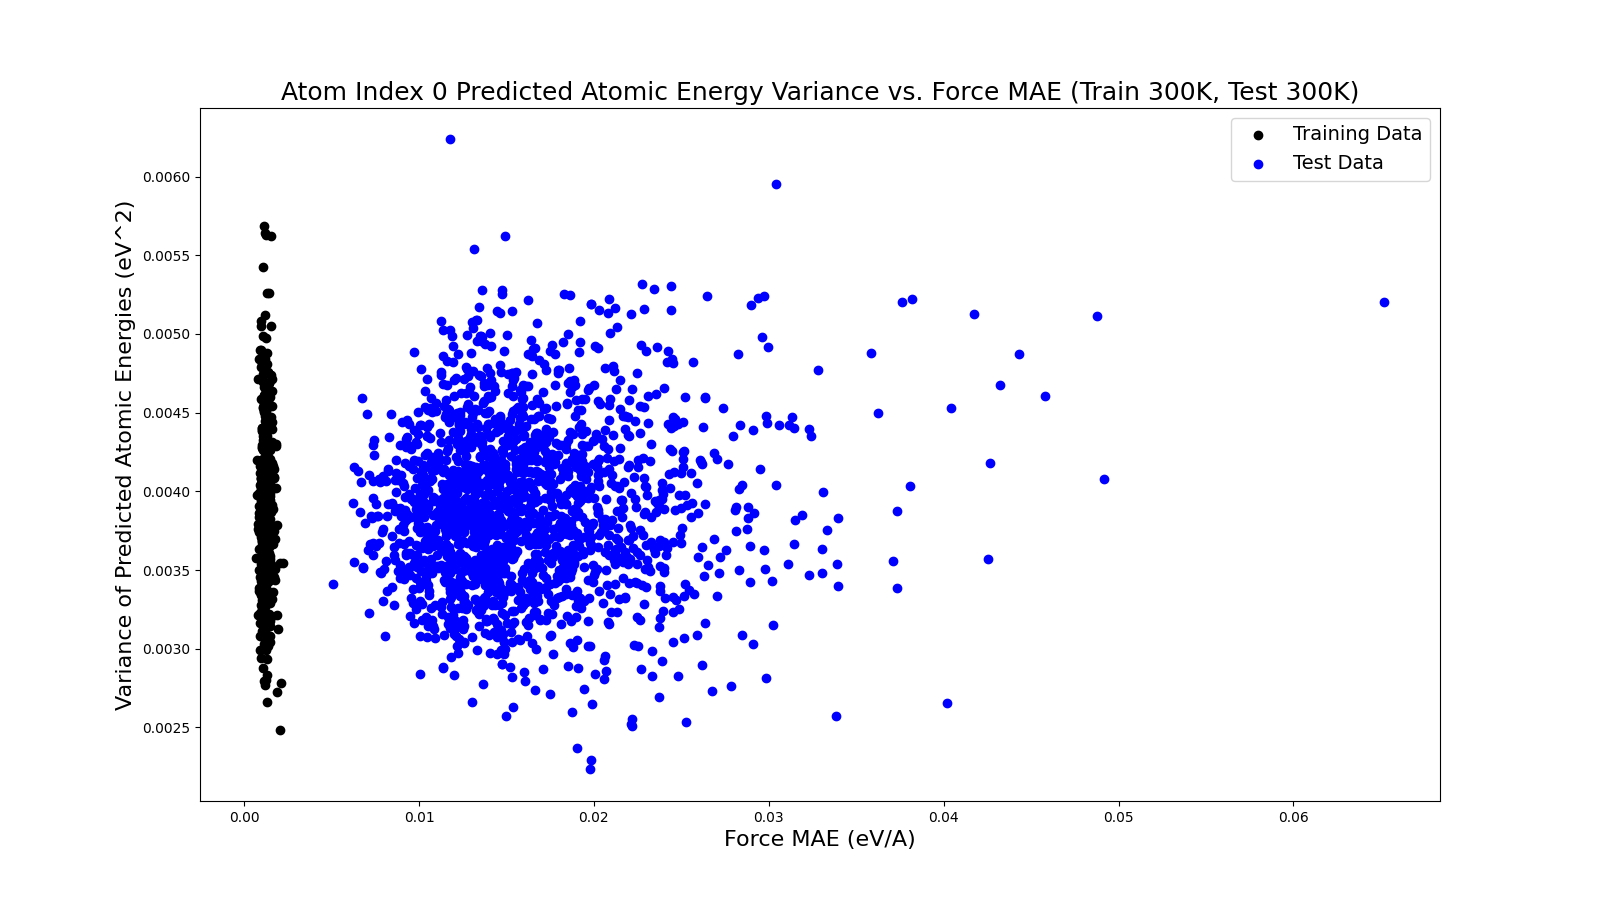 Atom Index 0 Predicted Atomic Energy Variance vs. Force MAE (Train 300K, Test 300K)
Training Data
Test Data
Variance of Predicted Atomic Energies (eV^2)
0.0060
0.0055
0.0050
0.0045
0.0040
0.0035
0.0030
0.0025
0.00 0.01 0.02 0.03 0.04 0.05 0.06
Force MAE (eV/A)